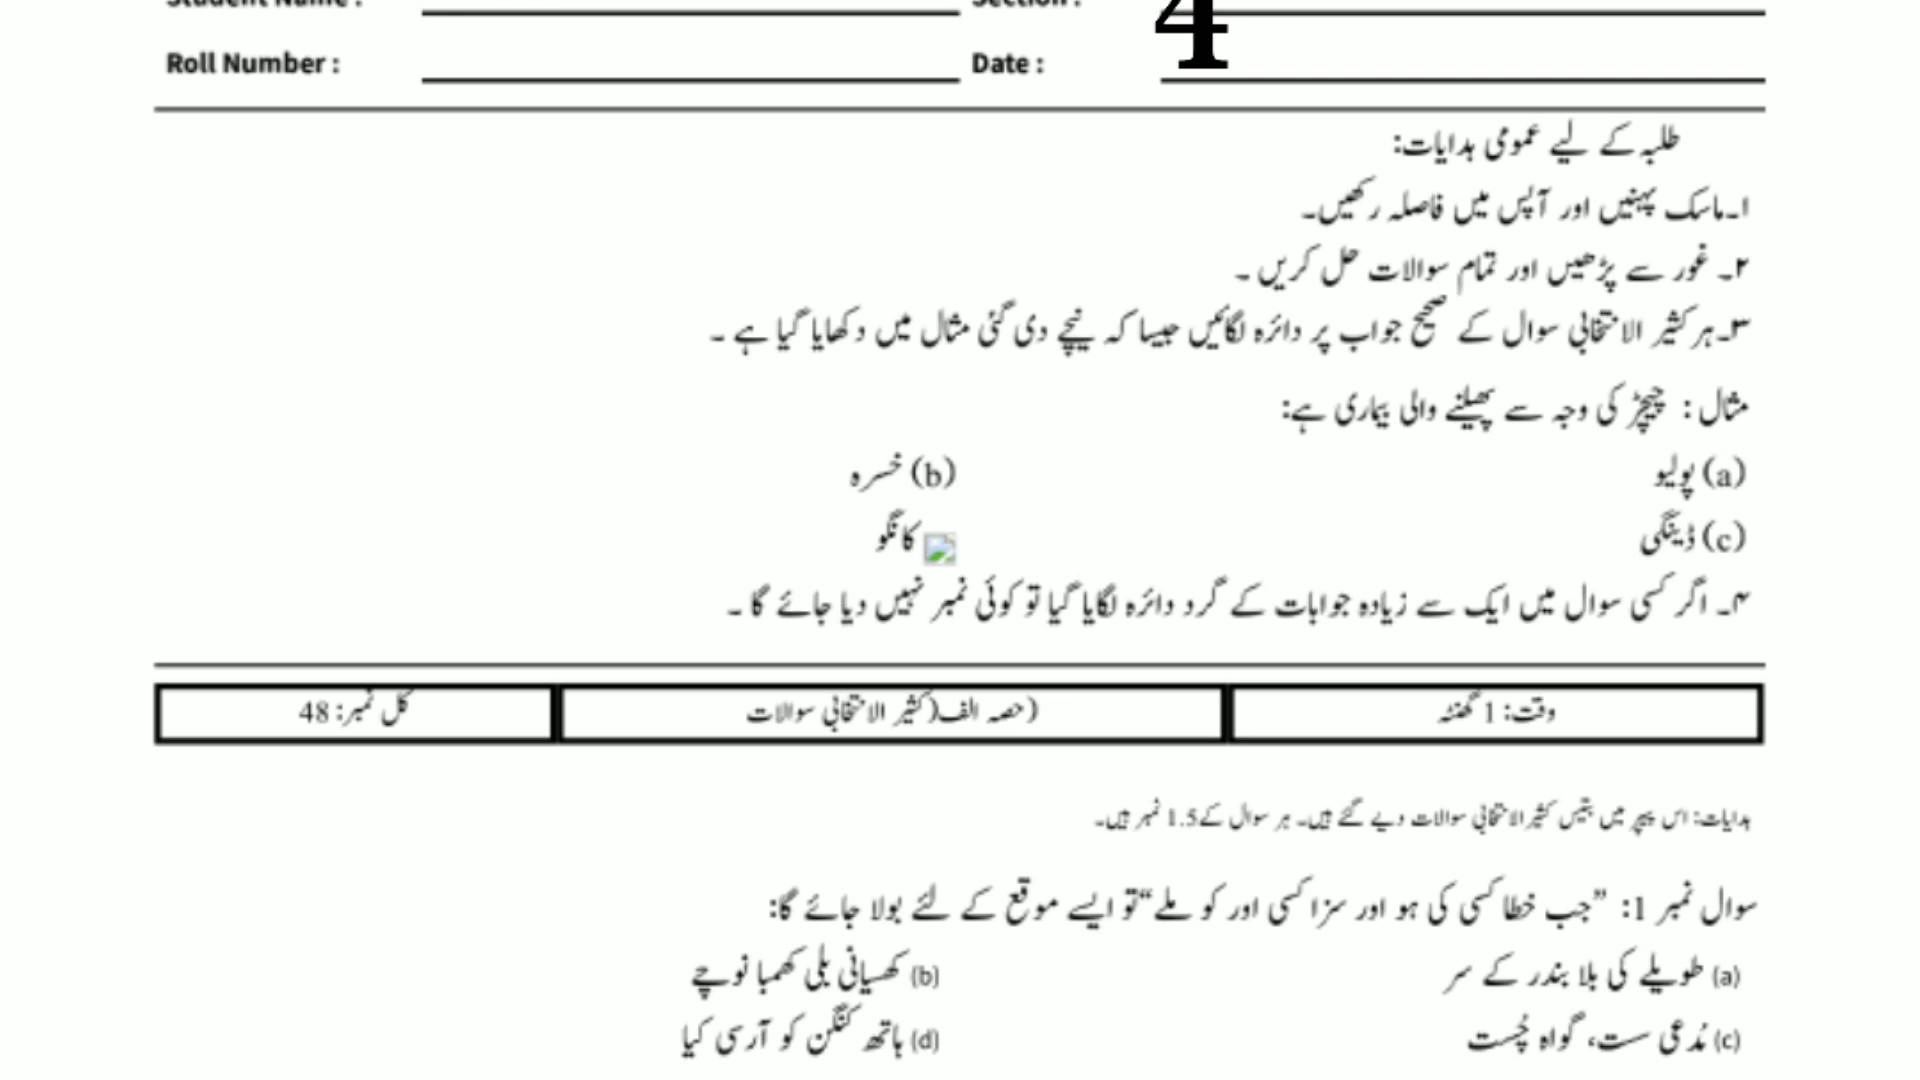 Student Name : Section :
4
Roll Number : Date :
طلبہ کے لیے عمومی ہدایات:
۱۔ماسک پہنیں اور آپس میں فاصلہ رکھیں۔
۲۔ غور سے پڑھیں اور تمام سوالات حل کریں ۔
۳۔ہر کثیر الانتخابی سوال کے صحیح جواب پر دائرہ لگائیں جیسا کہ نیچے دی گئی مثال میں دکھایا گیا ہے ۔
مثال : چیچڑ کی وجہ سے پھیلنے والی بیماری ہے:
(a) پولیو (b) خسرہ
(c) ڈینگی کانگو
۴۔ اگر کسی سوال میں ایک سے زیادہ جوابات کے گرد دائرہ لگایا گیا تو کوئی نمبر نہیں دیا جائے گا ۔
وقت: 1 گھنٹہ (حصہ الف(کثیر الانتخابی سوالات کل نمبر: 48
ہدایات: اس پیپر میں بتیس کثیر الانتخابی سوالات دیے گئے ہیں۔ ہر سوال کے 1.5 نمبر ہیں۔
سوال نمبر 1: ”جب خطا کسی کی ہو اور سزا کسی اور کو ملے“تو ایسے موقع کے لئے بولا جائے گا:
(a) طویلے کی بلا بندر کے سر (b) کھسیانی بلی کھمبا نوچے
(c) مُدعی ست، گواہ چُست (d) ہاتھ کنگن کو آرسی کیا